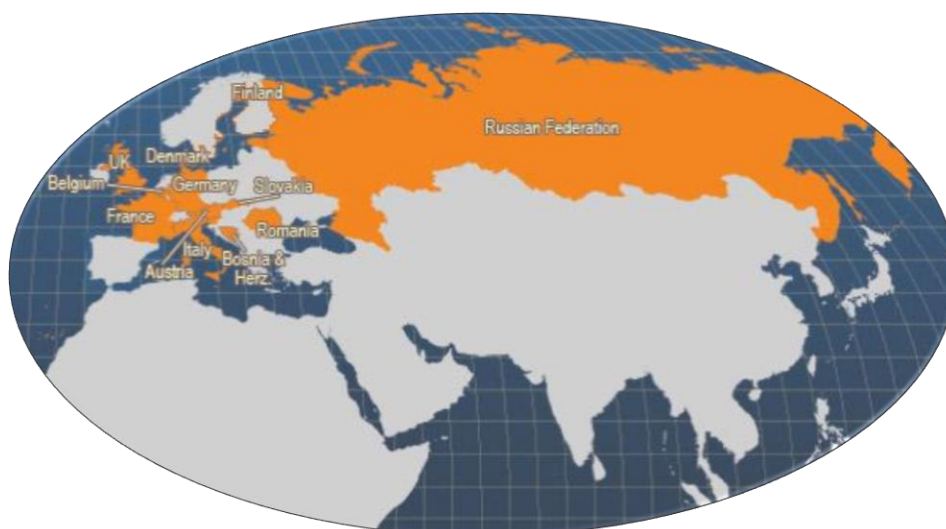 Finland
Russian Federation
UK
Denmark
Belgium
Germany
Slovakia
France
Romania
Italy
Bosnia &
Herz.
Austria